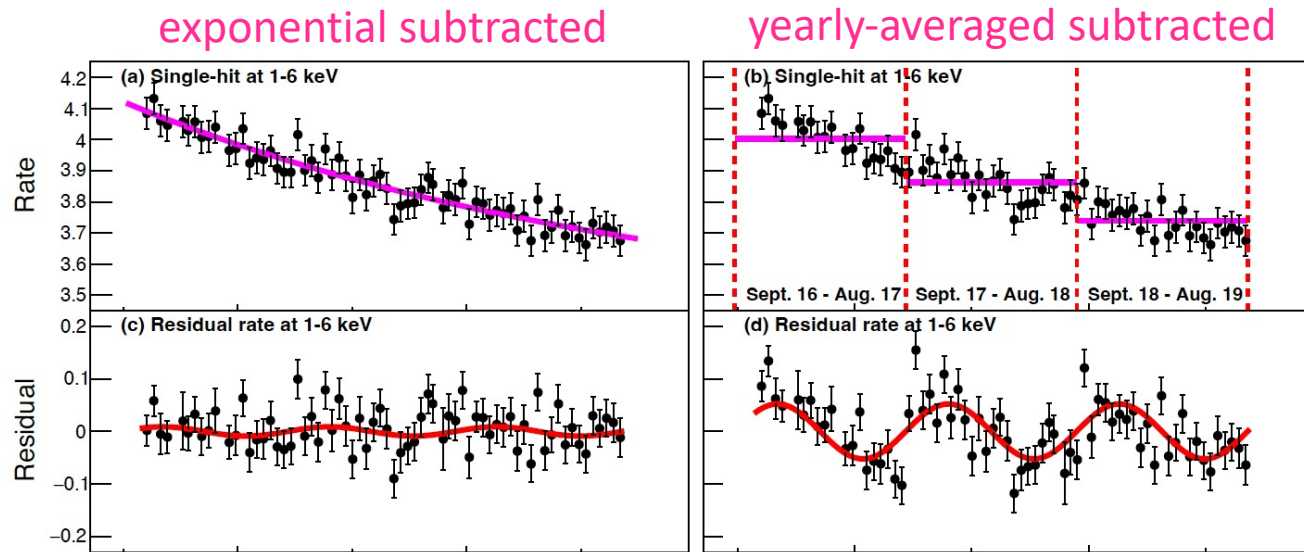 exponential subtracted
yearly-averaged subtracted
(a) Single-hit at 1-6 keV
4.2
4.1
4
3.9
3.8
3.7
3.6
3.5
Rate
(b) Single-hit at 1-6 keV
Sept. 16 - Aug. 17
Sept. 17 - Aug. 18
Sept. 18 - Aug. 19
(c) Residual rate at 1-6 keV
0.2
0.1
0
−0.1
−0.2
Residual
(d) Residual rate at 1-6 keV